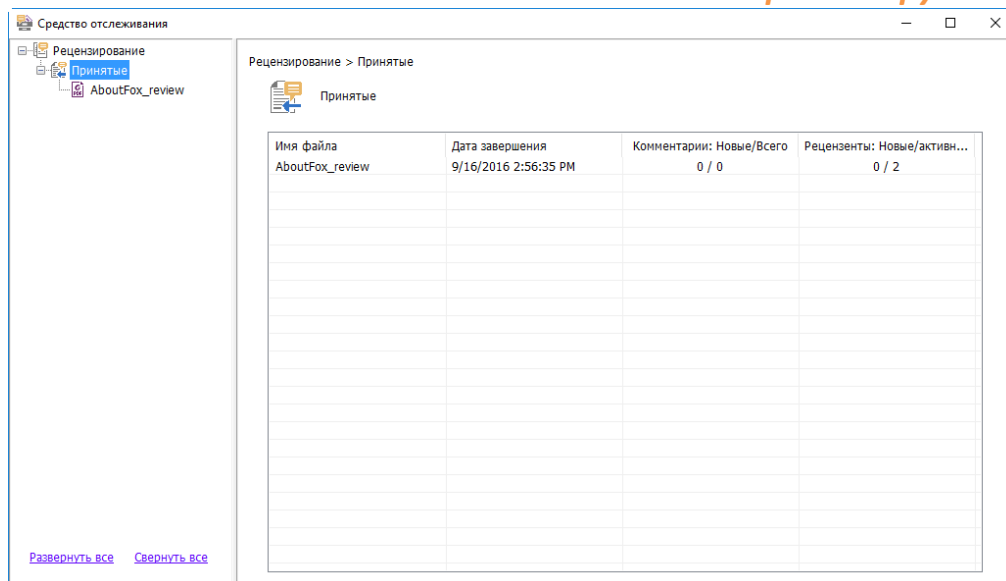 Средство отслеживания
Рецензирование
Принятые
AboutFox_review
Рецензирование > Принятые
Принятые
Имя файла Дата завершения Комментарии: Новые/Всего Рецензенты: Новые/активн...
AboutFox_review 9/16/2016 2:56:35 PM 0 / 0 0 / 2
Развернуть все Свернуть все